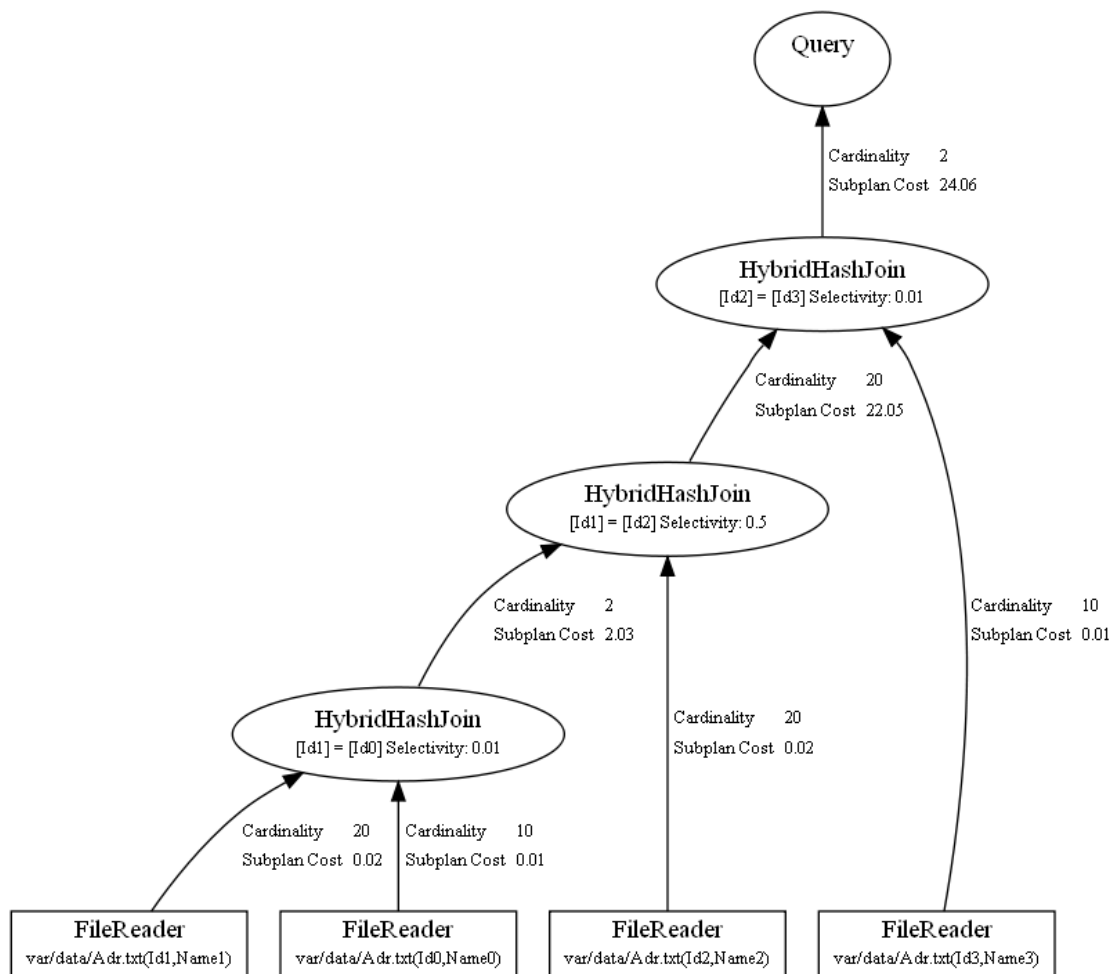 Query
Cardinality 2
Subplan Cost 24.06
HybridHashJoin
[Id2] = [Id3] Selectivity: 0.01
Cardinality 20
Subplan Cost 22.05
HybridHashJoin
[Id1] = [Id2] Selectivity: 0.5
Cardinality 2
Subplan Cost 2.03
Cardinality 10
Subplan Cost 0.01
HybridHashJoin
[Id1] = [Id0] Selectivity: 0.01
Cardinality 20
Subplan Cost 0.02
Cardinality 20
Subplan Cost 0.02
Cardinality 10
Subplan Cost 0.01
FileReader
var/data/Adr.txt(Id1,Name1)
FileReader
var/data/Adr.txt(Id0,Name0)
FileReader
var/data/Adr.txt(Id2,Name2)
FileReader
var/data/Adr.txt(Id3,Name3)